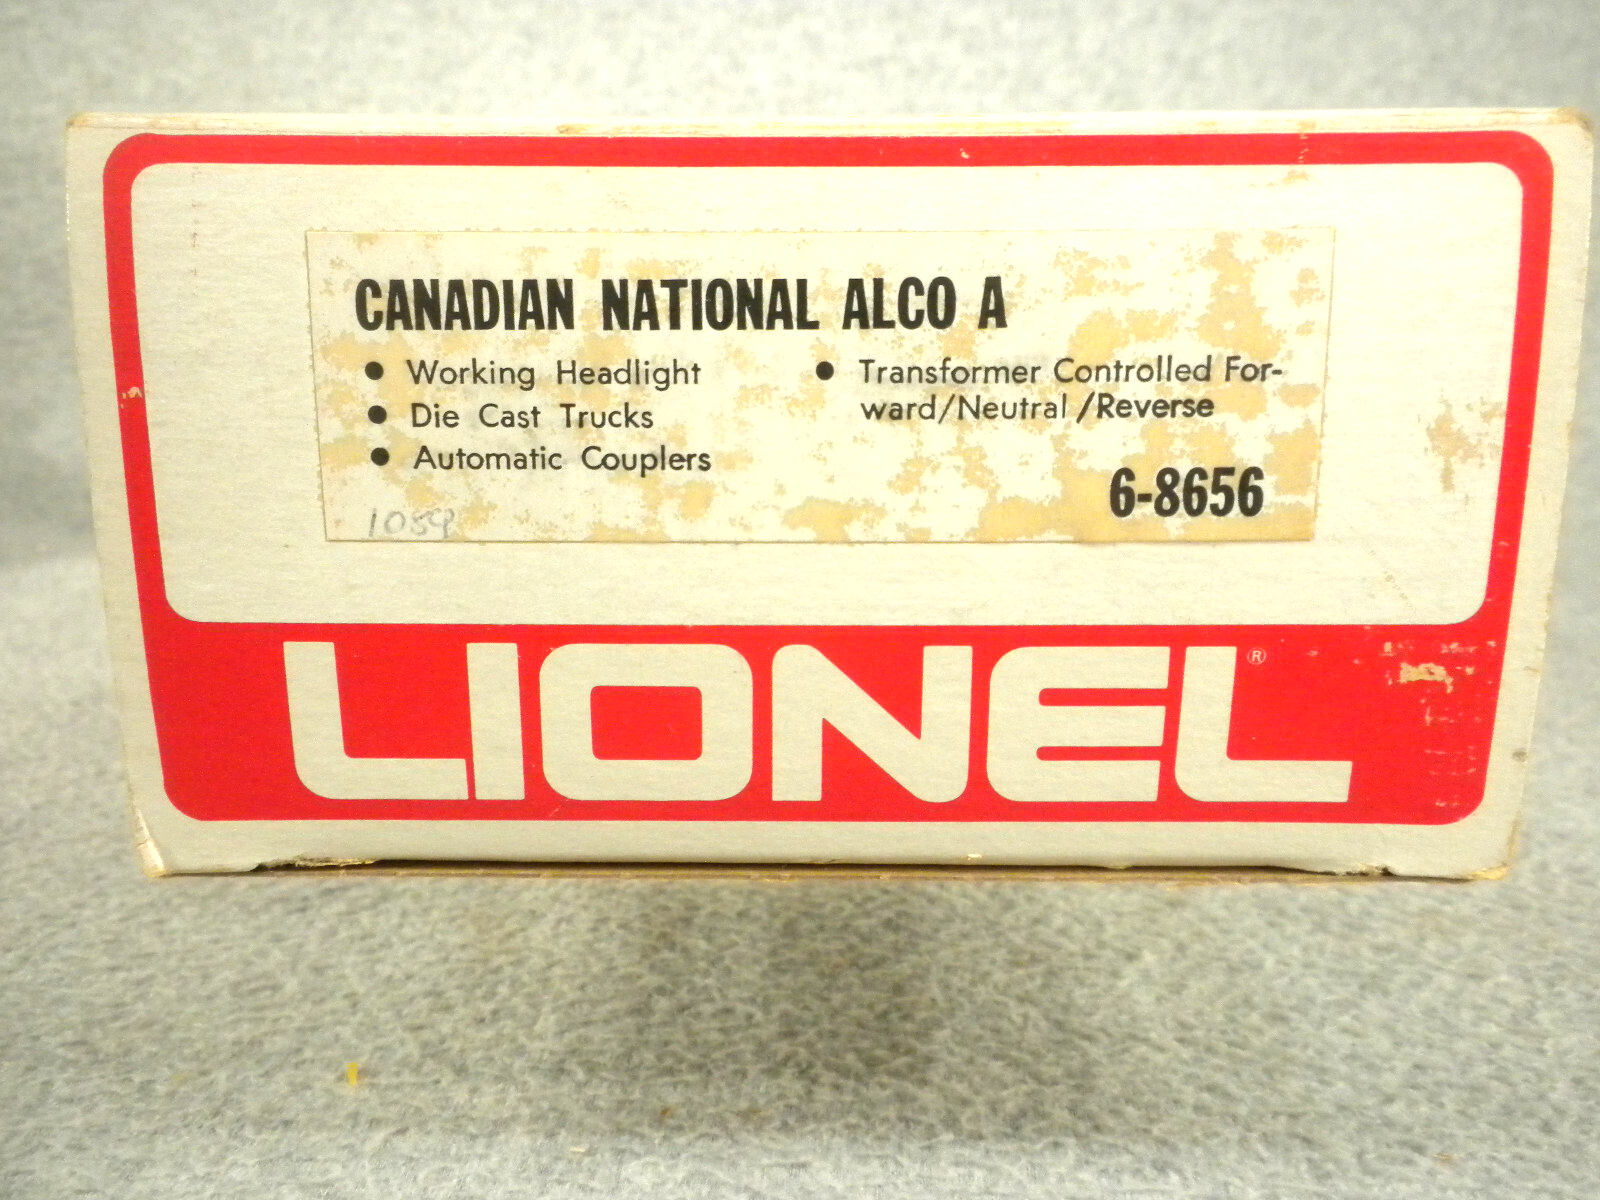 CANADIAN NATIONAL ALCO A
• Working Headlight
• Die Cast Trucks
• Automatic Couplers
• Transformer Controlled For-
ward/Neutral/Reverse
6-8656
LIONEL®